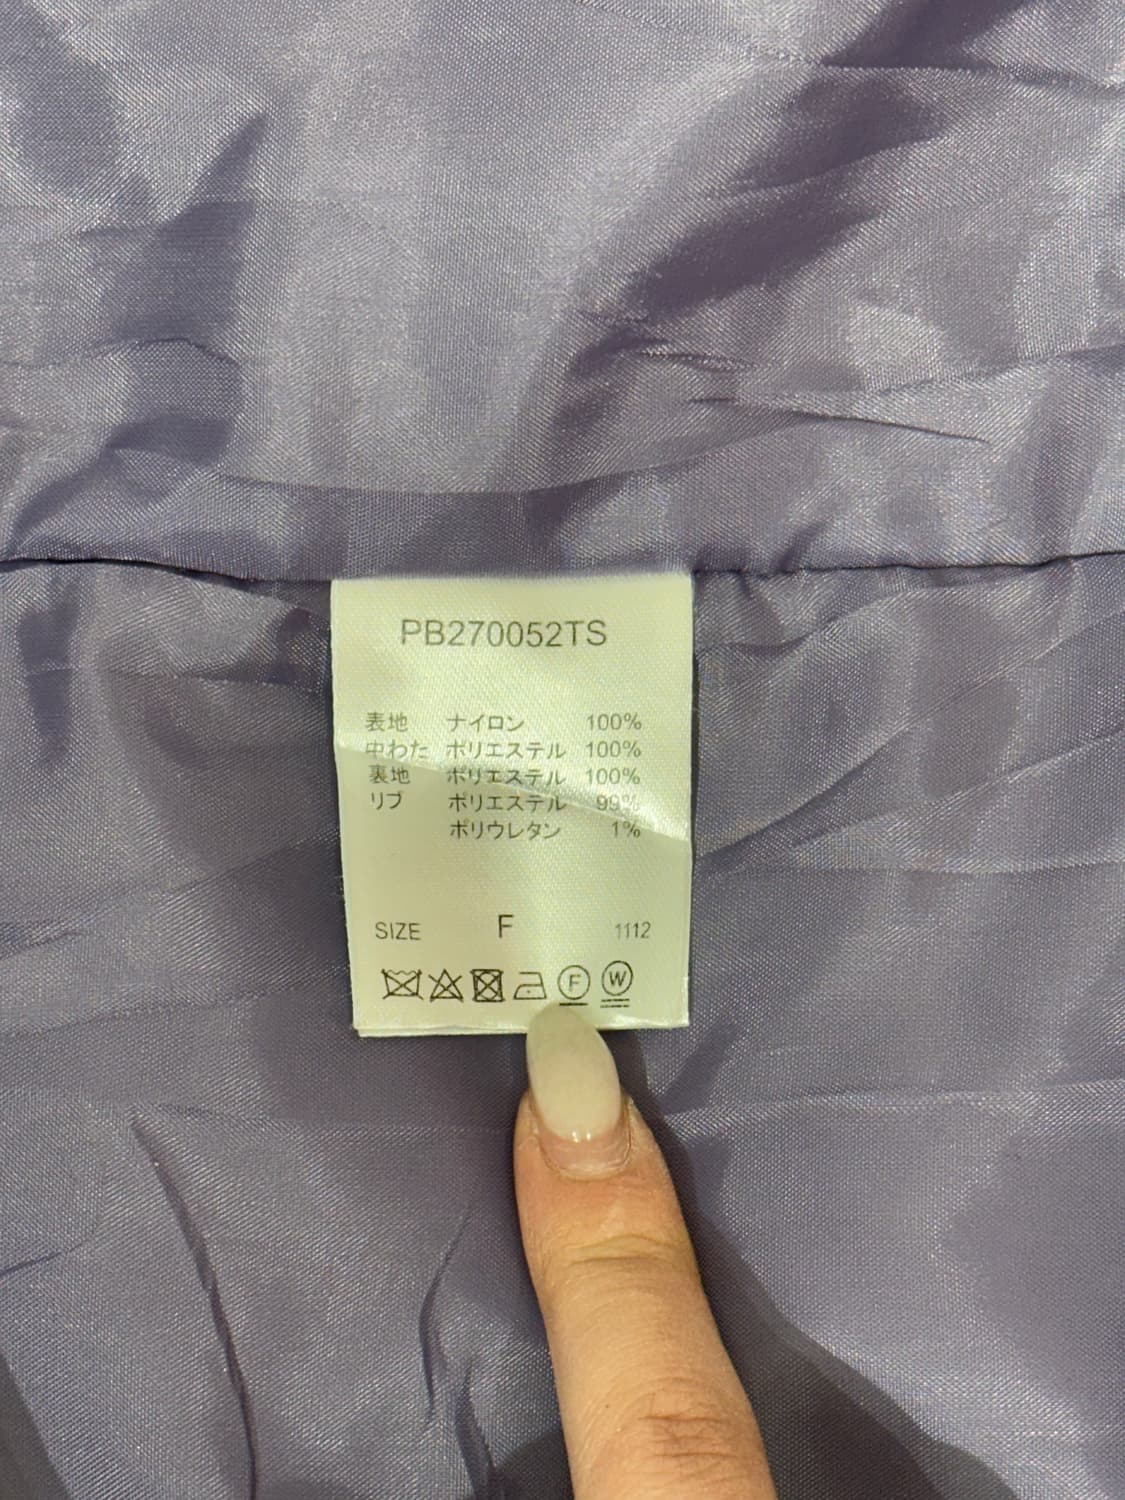 PB270052TS
表地 ナイロン 100%
中わた ポリエステル 100%
裏地 ポリエステル 100%
リブ ポリエステル 99%
ポリウレタン 1%
SIZE F 1112
F W